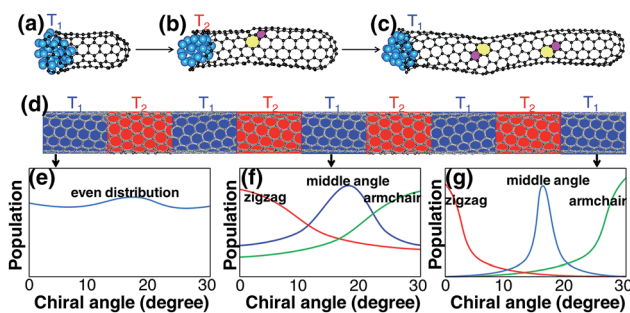 (a) T1 (b) T2 (c) T1
(d) T1 T2 T1 T2 T1 T2 T1 T2 T1
(e) even distribution
Population
0 10 20 30
Chiral angle (degree)
(f) middle angle
zigzag armchair
Population
0 10 20 30
Chiral angle (degree)
(g) middle angle
zigzag armchair
Population
0 10 20 30
Chiral angle (degree)